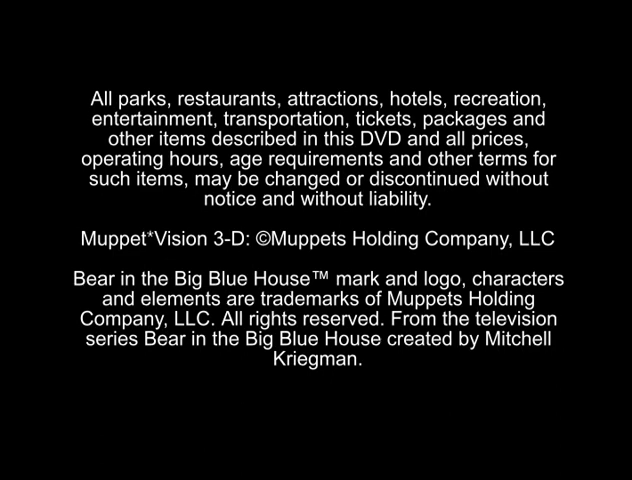 All parks, restaurants, attractions, hotels, recreation,
entertainment, transportation, tickets, packages and
other items described in this DVD and all prices,
operating hours, age requirements and other terms for
such items, may be changed or discontinued without
notice and without liability.
Muppet*Vision 3-D: ©Muppets Holding Company, LLC
Bear in the Big Blue House™ mark and logo, characters
and elements are trademarks of Muppets Holding
Company, LLC. All rights reserved. From the television
series Bear in the Big Blue House created by Mitchell
Kriegman.